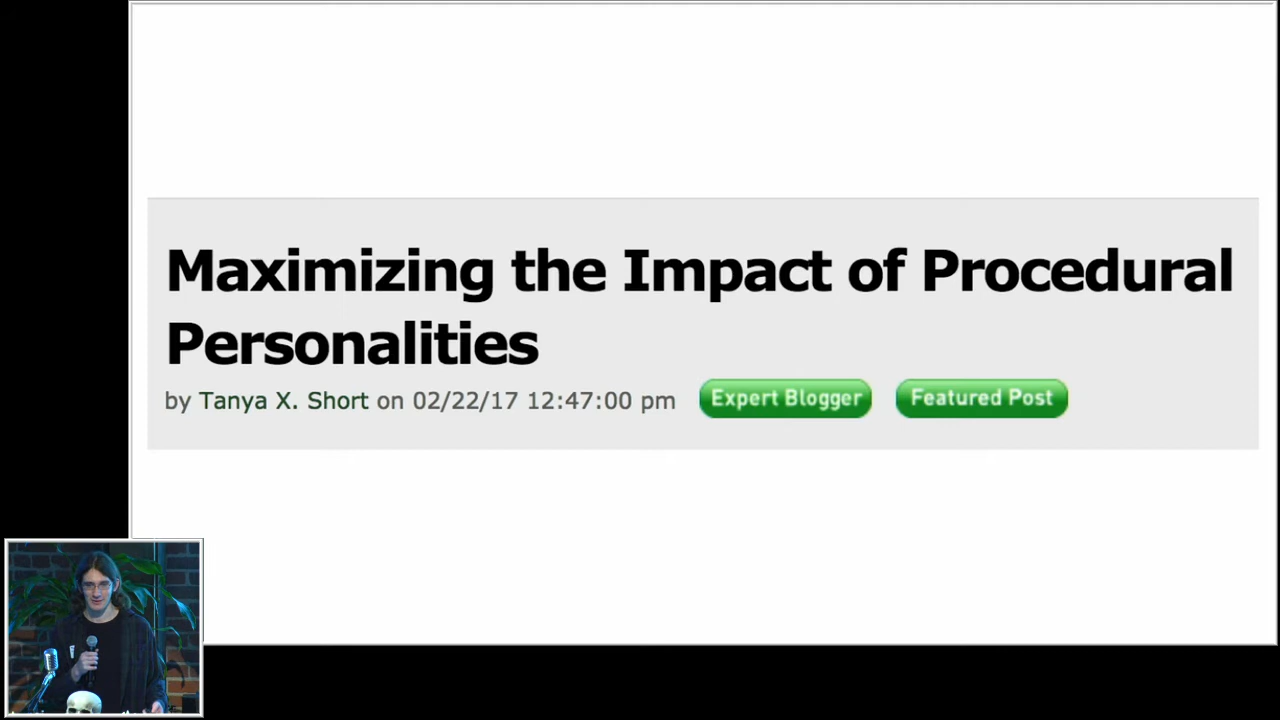 Maximizing the Impact of Procedural
Personalities
by Tanya X. Short on 02/22/17 12:47:00 pm Expert Blogger Featured Post